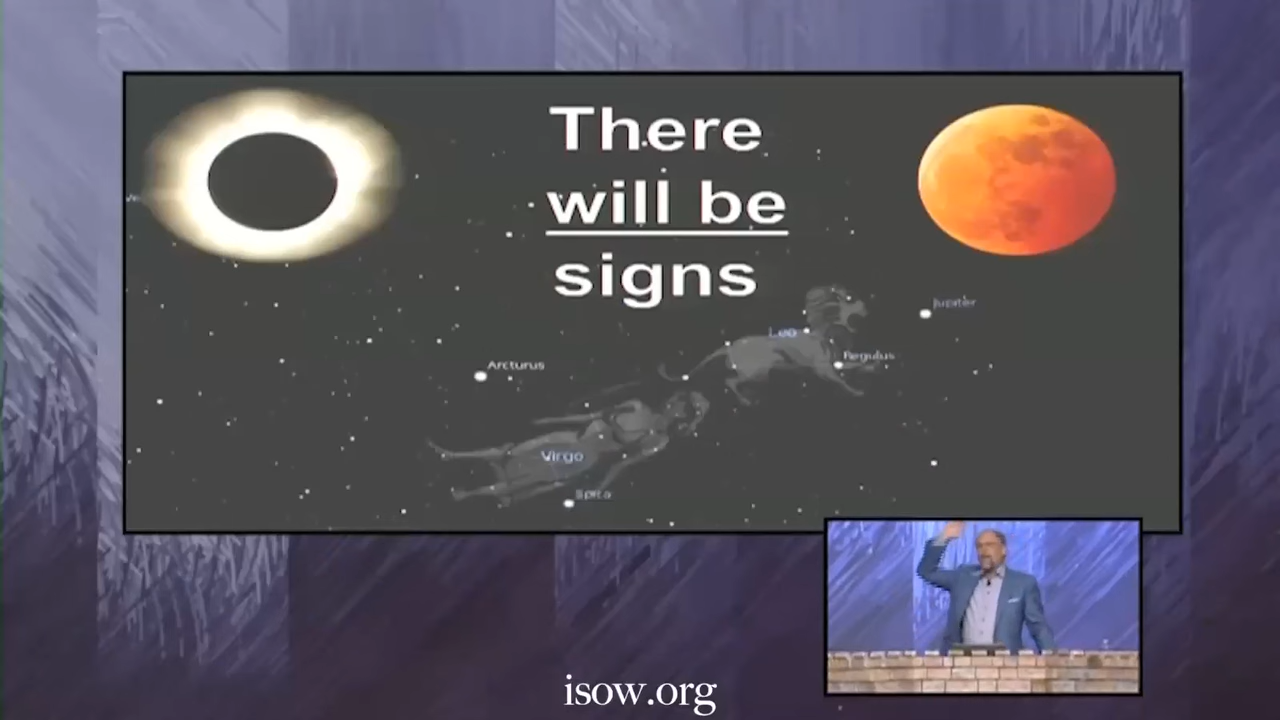 There
will be
signs
Jupiter
Leo
Regulus
Arcturus
Virgo
Spica
isow.org